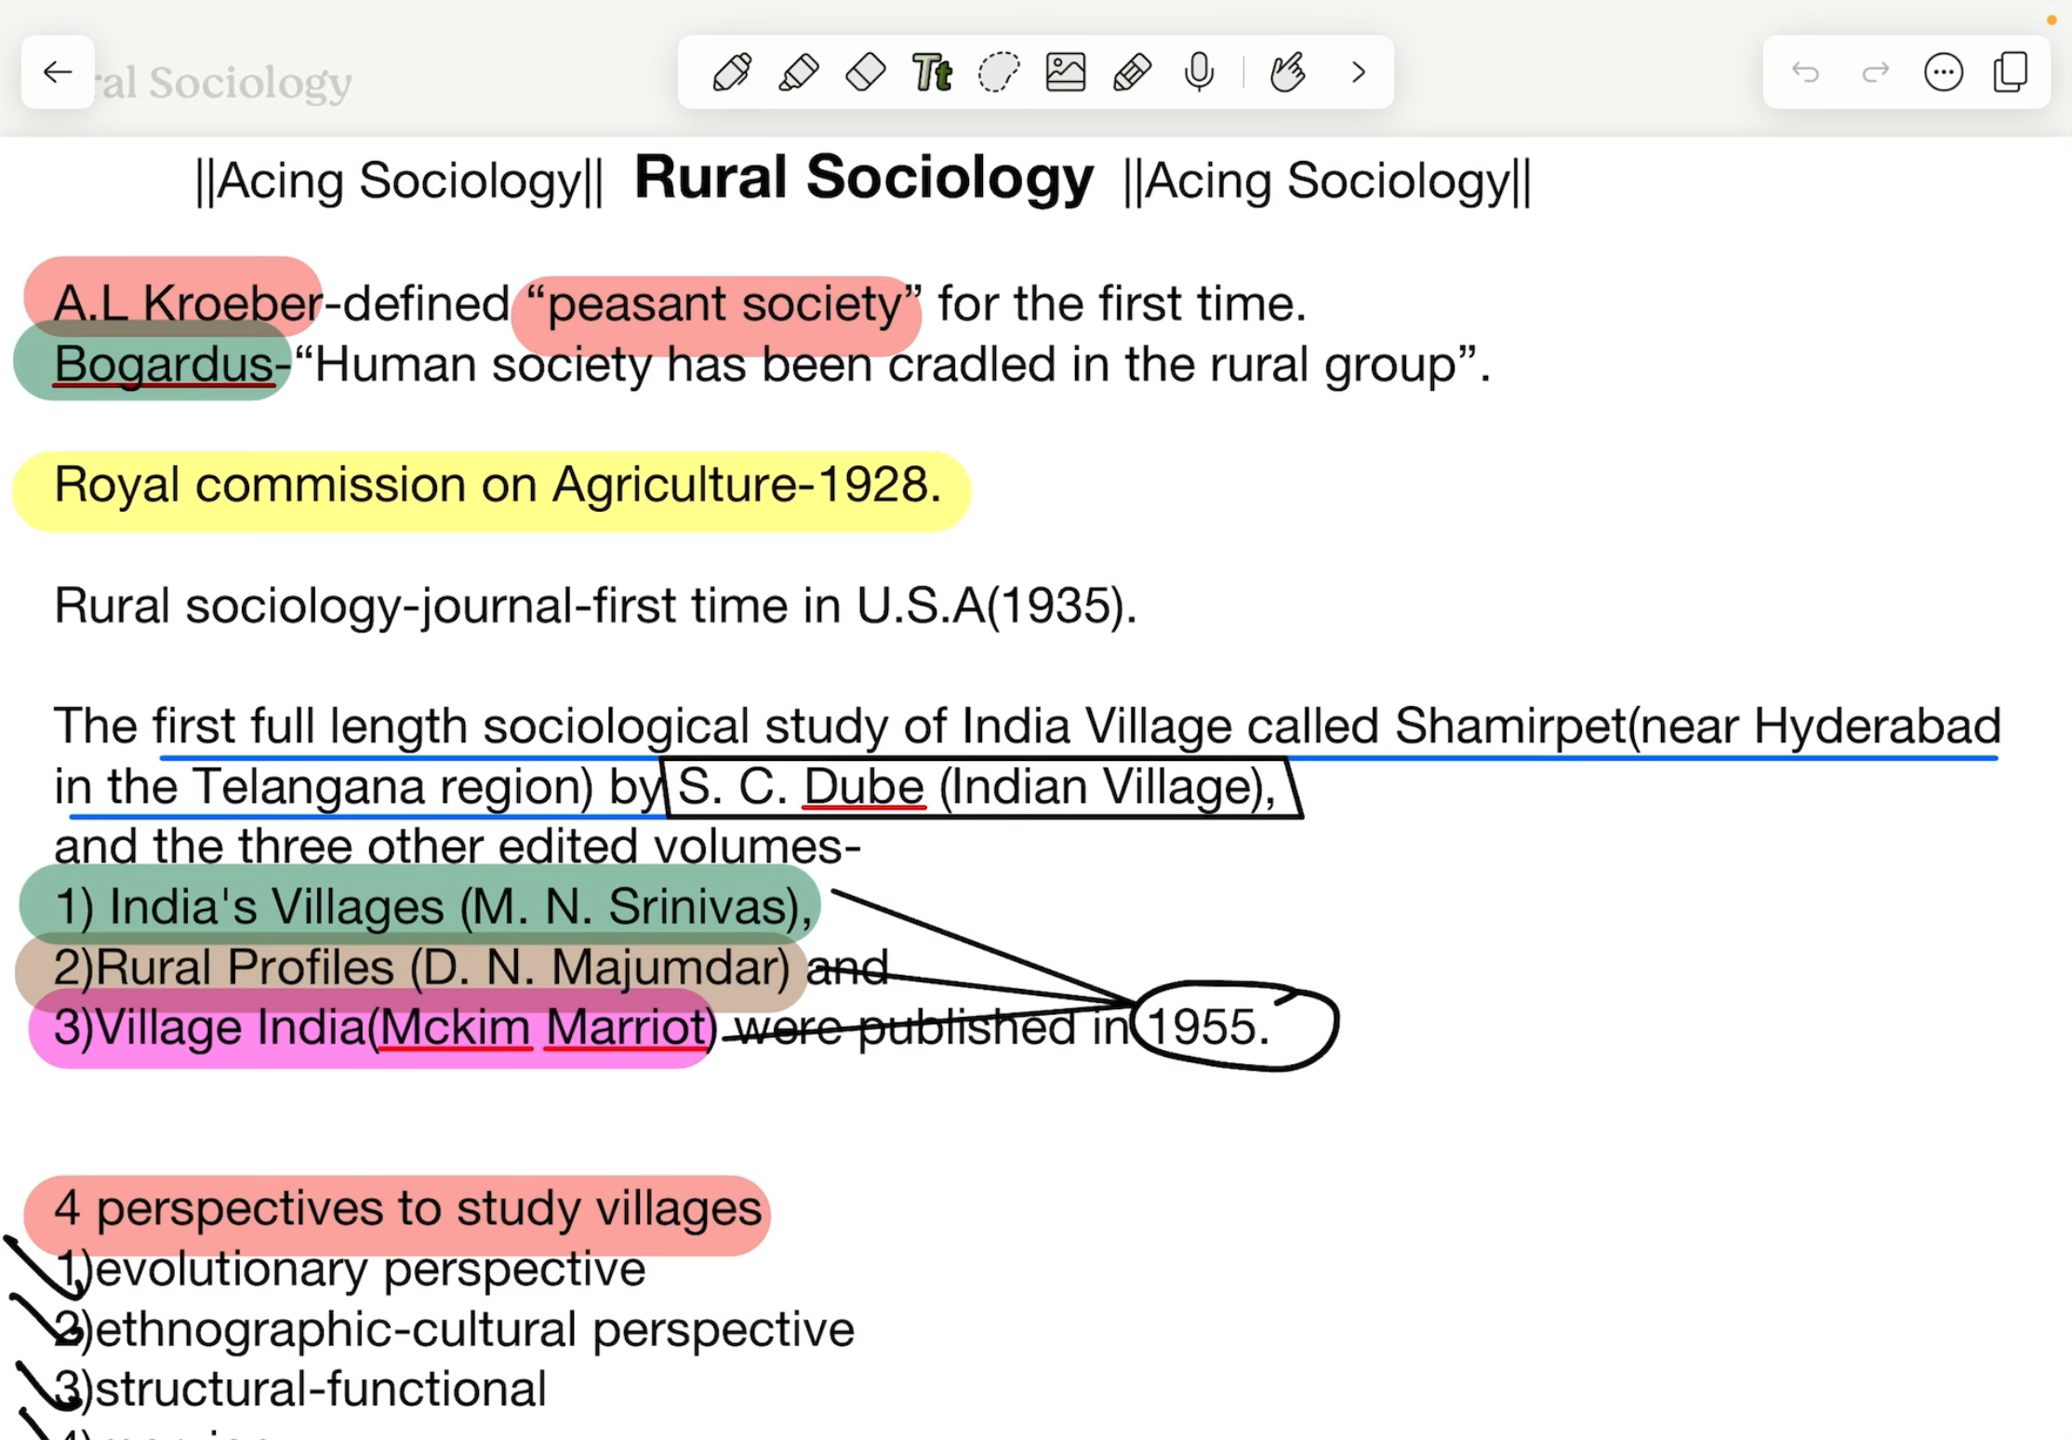 ral Sociology
||Acing Sociology|| Rural Sociology ||Acing Sociology||
A.L Kroeber-defined “peasant society” for the first time.
Bogardus-“Human society has been cradled in the rural group”.
Royal commission on Agriculture-1928.
Rural sociology-journal-first time in U.S.A(1935).
The first full length sociological study of India Village called Shamirpet(near Hyderabad
in the Telangana region) by S. C. Dube (Indian Village),
and the three other edited volumes-
1) India's Villages (M. N. Srinivas),
2)Rural Profiles (D. N. Majumdar) and
3)Village India(Mckim Marriot) were published in 1955.
4 perspectives to study villages
1)evolutionary perspective
2)ethnographic-cultural perspective
3)structural-functional